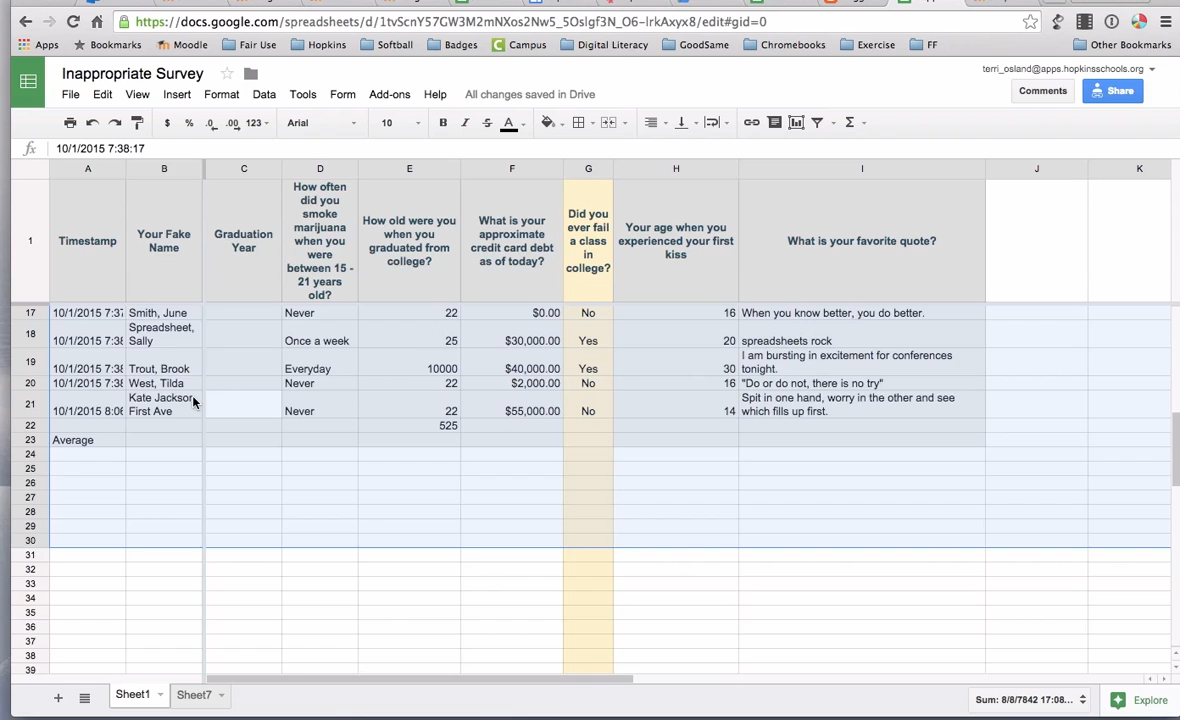 https://docs.google.com/spreadsheets/d/1tvScnY57GW3M2mNXos2Nw5_5Oslgf3N_O6-lrkAxyx8/edit#gid=0
Apps Bookmarks Moodle Fair Use Hopkins Softball Badges Campus Digital Literacy GoodSame Chromebooks Exercise FF Other Bookmarks
Inappropriate Survey
terri_osland@apps.hopkinsschools.org
File Edit View Insert Format Data Tools Form Add-ons Help All changes saved in Drive
Comments Share
$ % .0 .00 123 Arial 10 B I S A
fx 10/1/2015 7:38:17
A B C D E F G H I J K
1 Timestamp Your Fake Name Graduation Year How often did you smoke marijuana when you were between 15 - 21 years old? How old were you when you graduated from college? What is your approximate credit card debt as of today? Did you ever fail a class in college? Your age when you experienced your first kiss What is your favorite quote?
17 10/1/2015 7:37 Smith, June Never 22 $0.00 No 16 When you know better, you do better.
18 10/1/2015 7:38 Spreadsheet, Sally Once a week 25 $30,000.00 Yes 20 spreadsheets rock
19 10/1/2015 7:38 Trout, Brook Everyday 10000 $40,000.00 Yes 30 I am bursting in excitement for conferences tonight.
20 10/1/2015 7:38 West, Tilda Never 22 $2,000.00 No 16 "Do or do not, there is no try"
21 10/1/2015 8:06 Kate Jackson First Ave Never 22 $55,000.00 No 14 Spit in one hand, worry in the other and see which fills up first.
22 525
23 Average
24
25
26
27
28
29
30
31
32
33
34
35
36
37
38
39
Sheet1 Sheet7 Sum: 8/8/7842 17:08... Explore